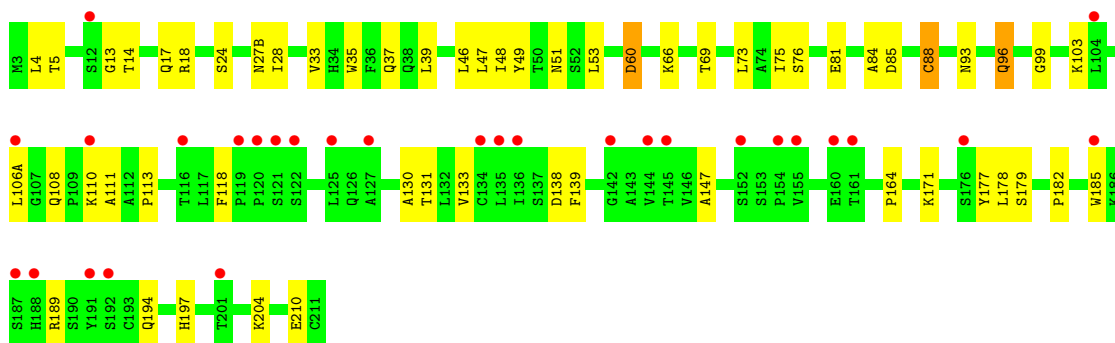 M3 L4 T5 S12 G13 T14 Q17 R18 S24 N27B I28 V33 H34 W35 F36 Q37 Q38 L39 L46 L47 I48 Y49 T50 N51 S52 L53 D60 K66 T69 L73 A74 I75 S76 E81 A84 D85 C88 N93 Q96 G99 K103 L104
L106A G107 Q108 P109 K110 A111 A112 P113 T116 L117 F118 P119 P120 S121 S122 L125 Q126 A127 A130 T131 L132 V133 C134 L135 I136 S137 D138 F139 G142 A143 V144 T145 V146 A147 S152 S153 P154 V155 E160 T161 P164 K171 S176 Y177 L178 S179 P182 W185 K186
S187 H188 R189 S190 Y191 S192 C193 Q194 H197 T201 K204 E210 C211